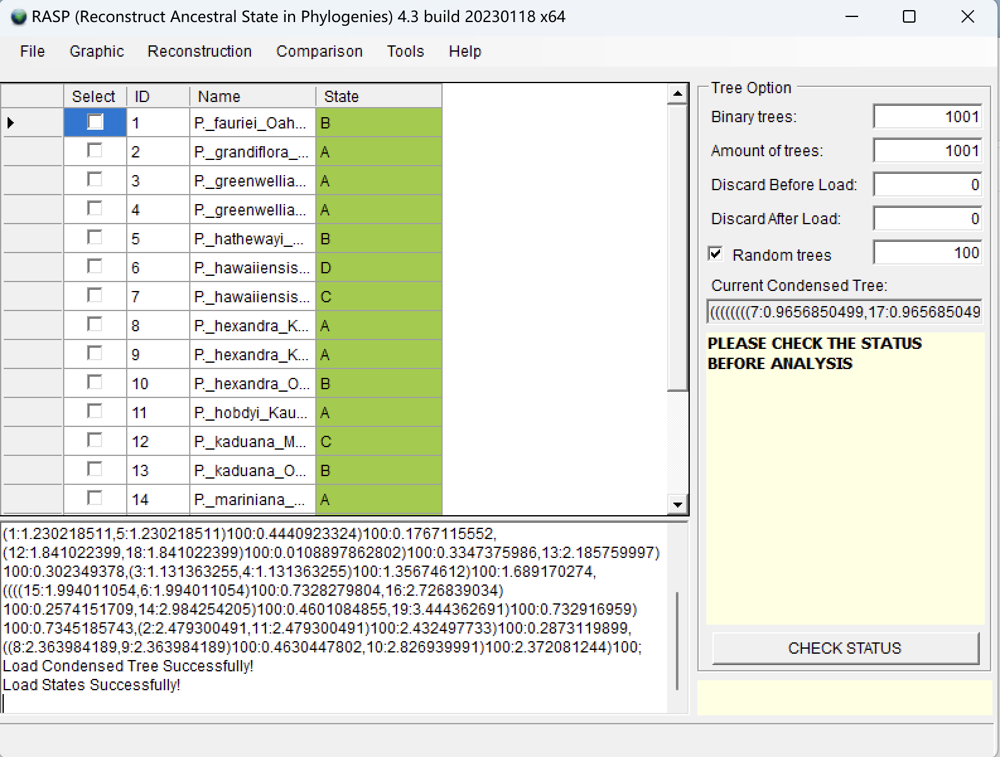 RASP (Reconstruct Ancestral State in Phylogenies) 4.3 build 20230118 x64
File Graphic Reconstruction Comparison Tools Help
Select ID Name State
1 P._fauriei_Oah... B
2 P._grandiflora_... A
3 P._greenwellia... A
4 P._greenwellia... A
5 P._hathewayi_... B
6 P._hawaiiensis... D
7 P._hawaiiensis... C
8 P._hexandra_K... A
9 P._hexandra_K... A
10 P._hexandra_O... B
11 P._hobdyi_Kau... A
12 P._kaduana_M... C
13 P._kaduana_O... B
14 P._mariniana_... A
(1:1.230218511,5:1.230218511)100:0.4440923324)100:0.1767115552,
(12:1.841022399,18:1.841022399)100:0.0108897862802)100:0.3347375986,13:2.185759997)
100:0.302349378,(3:1.131363255,4:1.131363255)100:1.35674612)100:1.689170274,
((((15:1.994011054,6:1.994011054)100:0.7328279804,16:2.726839034)
100:0.2574151709,14:2.984254205)100:0.4601084855,19:3.444362691)100:0.732916959)
100:0.7345185743,(2:2.479300491,11:2.479300491)100:2.432497733)100:0.2873119899,
((8:2.363984189,9:2.363984189)100:0.4630447802,10:2.826939991)100:2.372081244)100;
Load Condensed Tree Successfully!
Load States Successfully!
Tree Option
Binary trees: 1001
Amount of trees: 1001
Discard Before Load: 0
Discard After Load: 0
Random trees 100
Current Condensed Tree:
((((((((7:0.9656850499,17:0.965685049
PLEASE CHECK THE STATUS
BEFORE ANALYSIS
CHECK STATUS